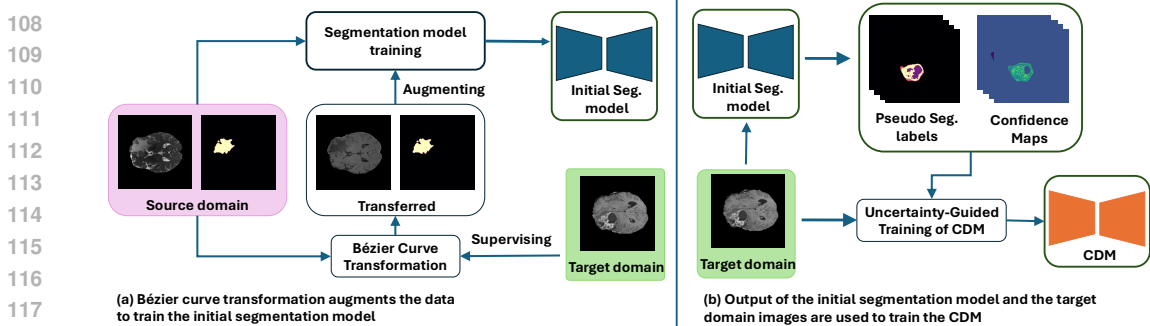 108
109
110
111
112
113
114
115
116
117
Segmentation model
training
Augmenting
Initial Seg.
model
Source domain
Transferred
Bézier Curve
Transformation
Supervising
Target domain
(a) Bézier curve transformation augments the data
to train the initial segmentation model
Initial Seg.
model
Pseudo Seg.
labels
Confidence
Maps
Target domain
Uncertainty-Guided
Training of CDM
CDM
(b) Output of the initial segmentation model and the target
domain images are used to train the CDM